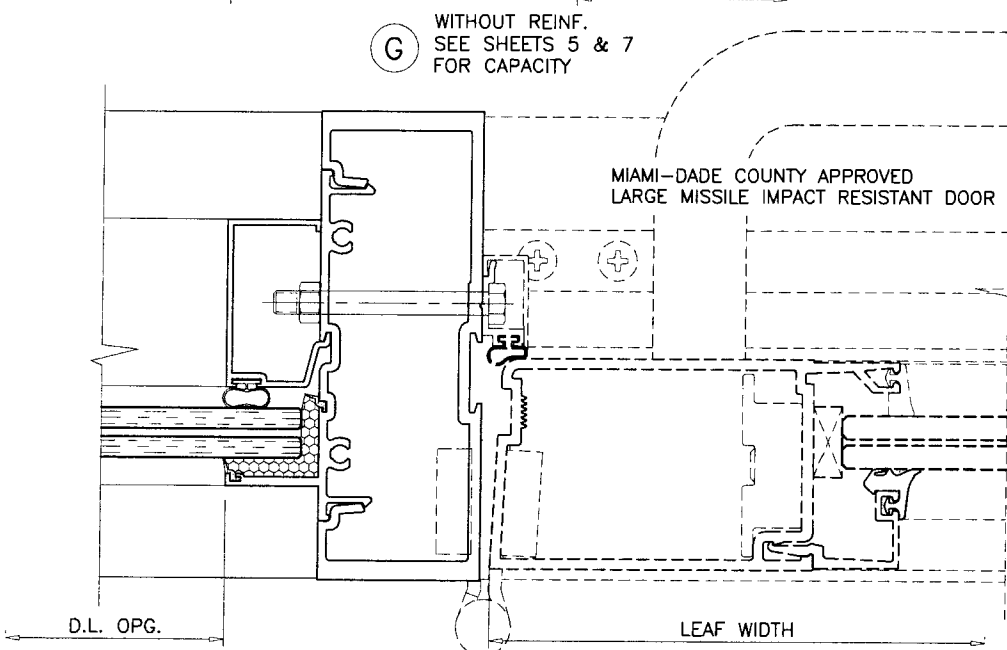 G
WITHOUT REINF.
SEE SHEETS 5 & 7
FOR CAPACITY
MIAMI–DADE COUNTY APPROVED
LARGE MISSILE IMPACT RESISTANT DOOR
D.L. OPG.
LEAF WIDTH